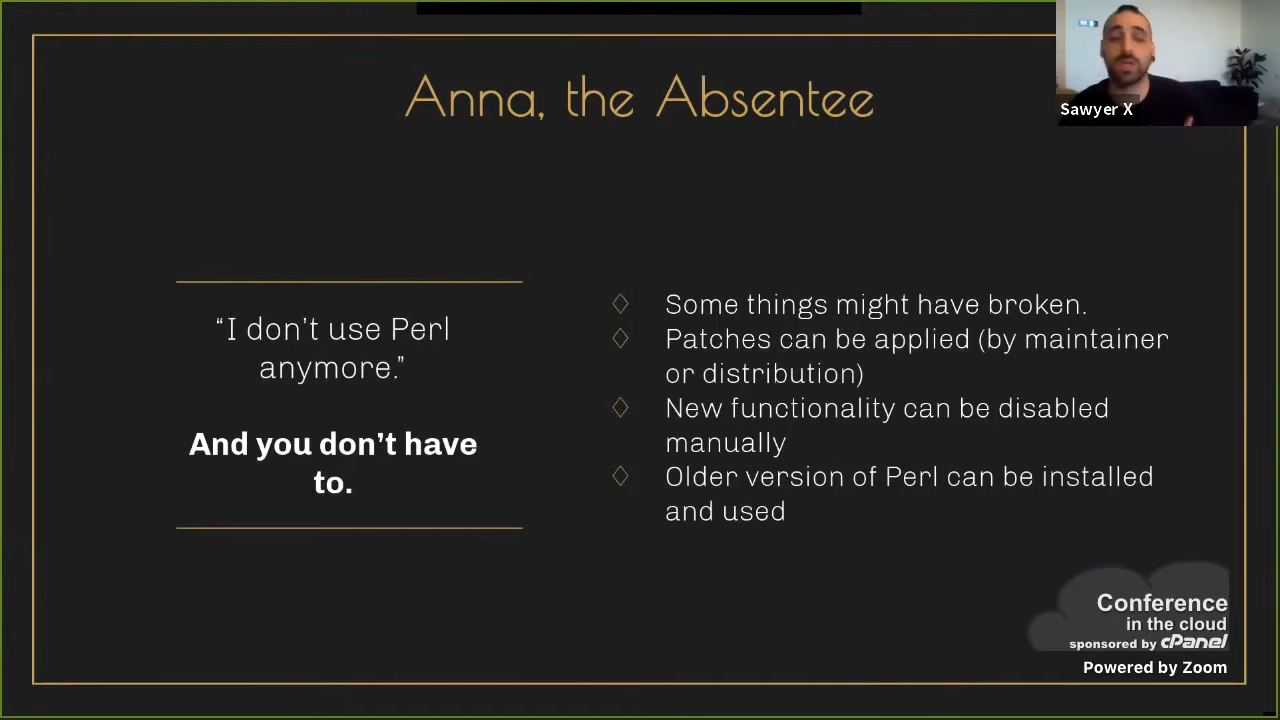 Anna, the Absentee
Sawyer X
“I don’t use Perl
anymore.”
And you don’t have
to.
Some things might have broken.
Patches can be applied (by maintainer
or distribution)
New functionality can be disabled
manually
Older version of Perl can be installed
and used
Conference
in the cloud
sponsored by cPanel
Powered by Zoom